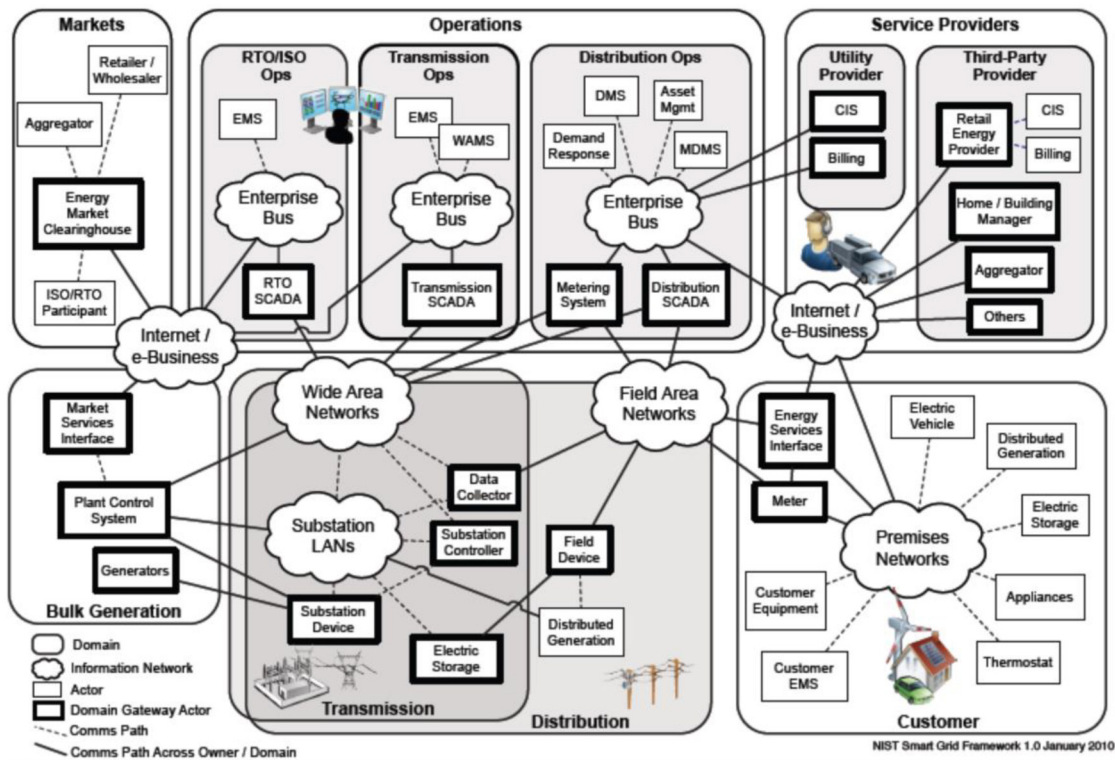 Markets
Retailer /
Wholesaler
Aggregator
Energy
Market
Clearinghouse
ISO/RTO
Participant
Operations
RTO/ISO
Ops
EMS
Enterprise
Bus
RTO
SCADA
Transmission
Ops
EMS
WAMS
Enterprise
Bus
Transmission
SCADA
Distribution Ops
DMS
Asset
Mgmt
Demand
Response
MDMS
Enterprise
Bus
Metering
System
Distribution
SCADA
Service Providers
Utility
Provider
CIS
Billing
Third-Party
Provider
Retail
Energy
Provider
CIS
Billing
Home / Building
Manager
Aggregator
Others
Internet /
e-Business
Internet /
e-Business
Market
Services
Interface
Plant Control
System
Generators
Bulk Generation
Wide Area
Networks
Field Area
Networks
Data
Collector
Substation
LANs
Substation
Controller
Field
Device
Substation
Device
Electric
Storage
Distributed
Generation
Transmission
Distribution
Energy
Services
Interface
Meter
Electric
Vehicle
Distributed
Generation
Electric
Storage
Premises
Networks
Customer
Equipment
Appliances
Customer
EMS
Thermostat
Customer
Domain
Information Network
Actor
Domain Gateway Actor
Comms Path
Comms Path Across Owner / Domain
NIST Smart Grid Framework 1.0 January 2010